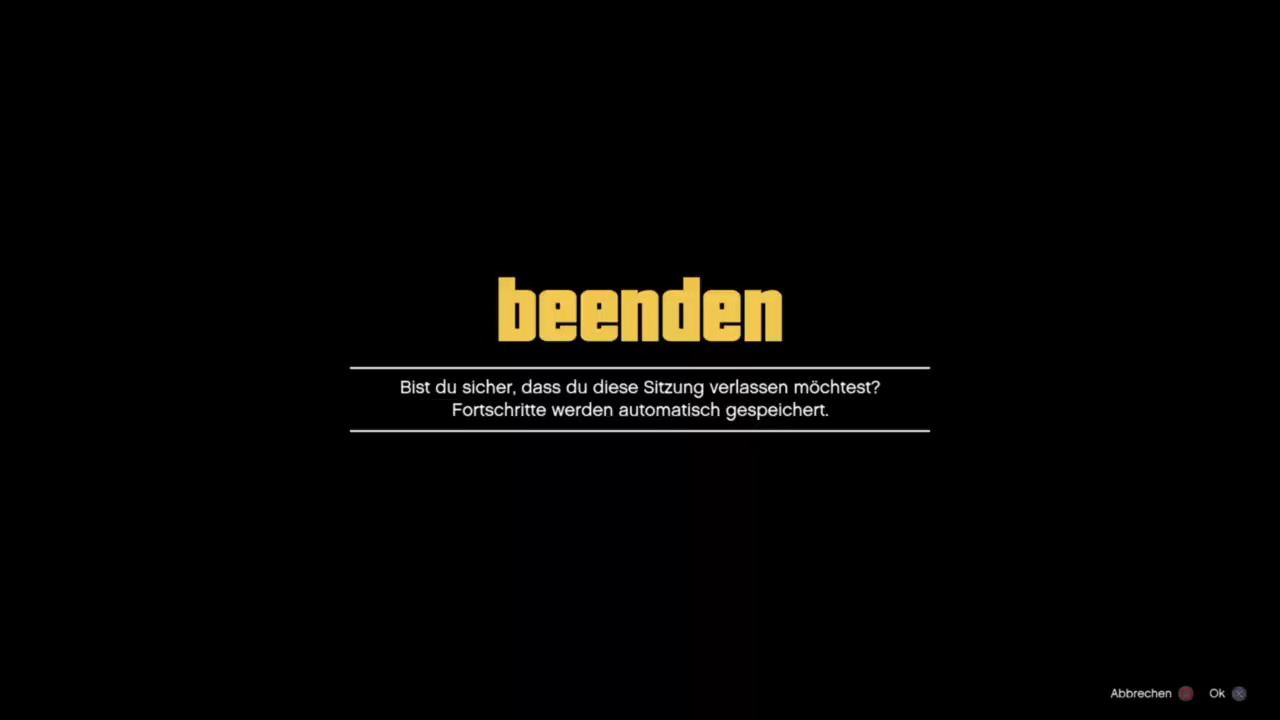 beenden
Bist du sicher, dass du diese Sitzung verlassen möchtest?
Fortschritte werden automatisch gespeichert.
Abbrechen Ok